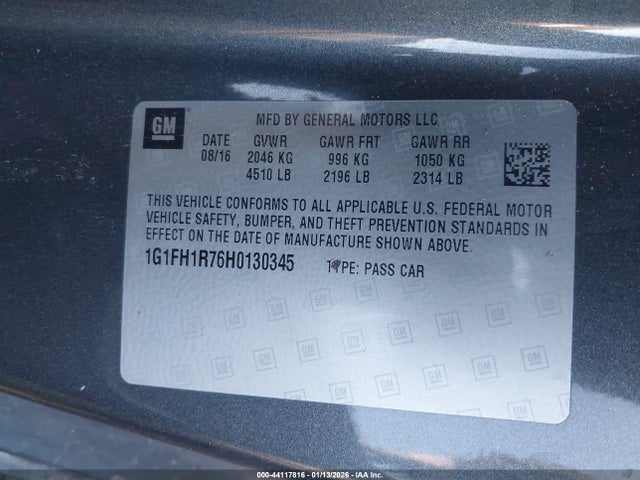 GM
MFD BY GENERAL MOTORS LLC
DATE GVWR GAWR FRT GAWR RR
08/16 2046 KG 996 KG 1050 KG
4510 LB 2196 LB 2314 LB
THIS VEHICLE CONFORMS TO ALL APPLICABLE U.S. FEDERAL MOTOR
VEHICLE SAFETY, BUMPER, AND THEFT PREVENTION STANDARDS IN
EFFECT ON THE DATE OF MANUFACTURE SHOWN ABOVE.
1G1FH1R76H0130345 TYPE: PASS CAR
000-44117816 - 01/13/2026 - IAA Inc.